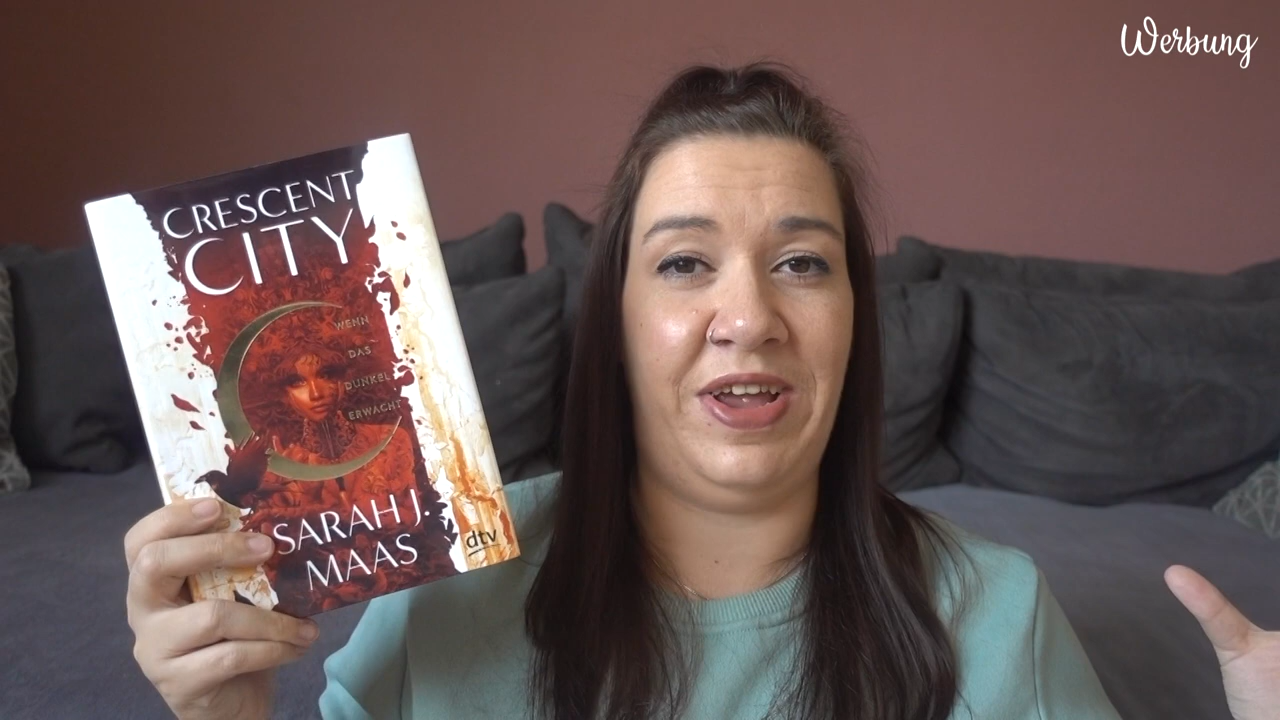 Werbung
CRESCENT
CITY
WENN
DAS
DUNKEL
ERWACHT
SARAH J.
MAAS
dtv